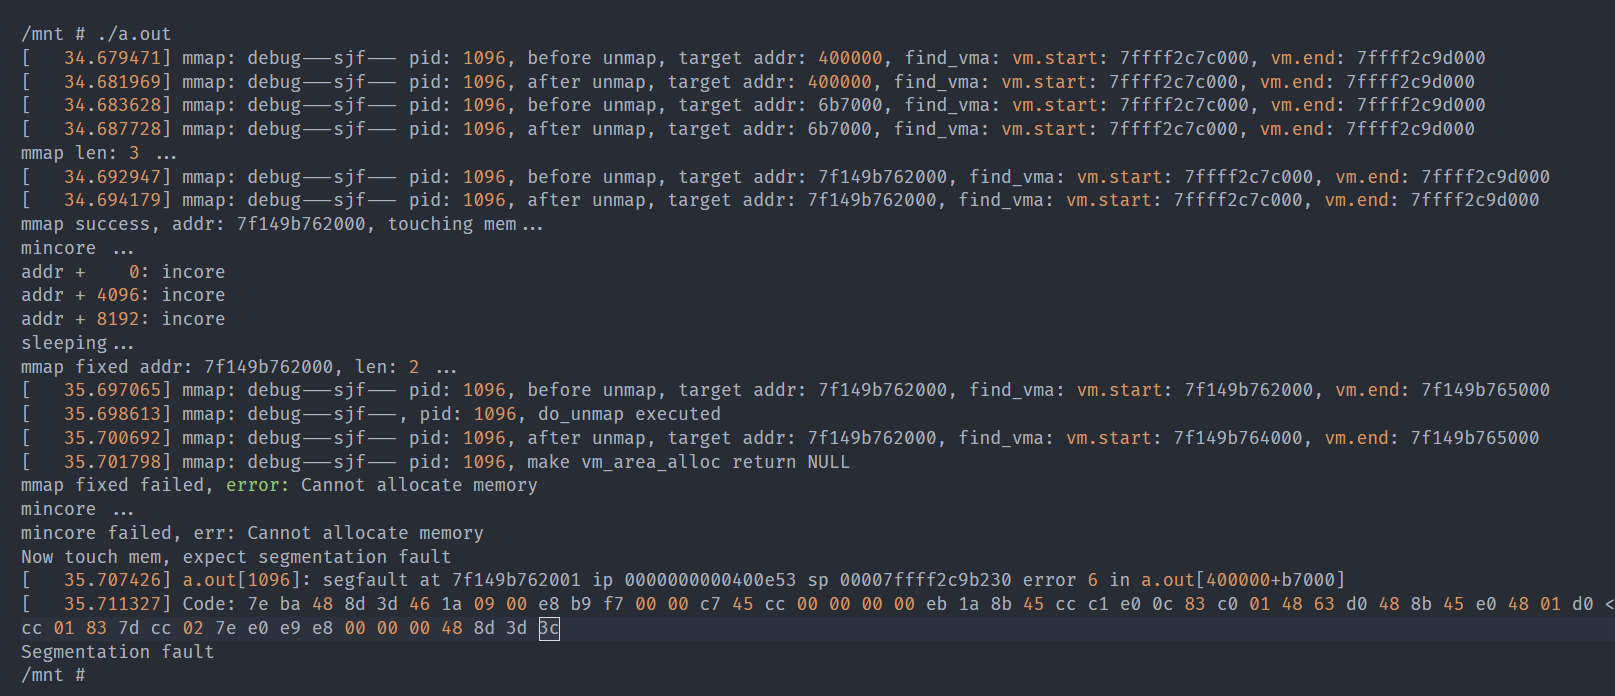 /mnt # ./a.out
[   34.679471] mmap: debug---sjf--- pid: 1096, before unmap, target addr: 400000, find_vma: vm.start: 7ffff2c7c000, vm.end: 7ffff2c9d000
[   34.681969] mmap: debug---sjf--- pid: 1096, after unmap, target addr: 400000, find_vma: vm.start: 7ffff2c7c000, vm.end: 7ffff2c9d000
[   34.683628] mmap: debug---sjf--- pid: 1096, before unmap, target addr: 6b7000, find_vma: vm.start: 7ffff2c7c000, vm.end: 7ffff2c9d000
[   34.687728] mmap: debug---sjf--- pid: 1096, after unmap, target addr: 6b7000, find_vma: vm.start: 7ffff2c7c000, vm.end: 7ffff2c9d000
mmap len: 3 ...
[   34.692947] mmap: debug---sjf--- pid: 1096, before unmap, target addr: 7f149b762000, find_vma: vm.start: 7ffff2c7c000, vm.end: 7ffff2c9d000
[   34.694179] mmap: debug---sjf--- pid: 1096, after unmap, target addr: 7f149b762000, find_vma: vm.start: 7ffff2c7c000, vm.end: 7ffff2c9d000
mmap success, addr: 7f149b762000, touching mem...
mincore ...
addr +    0: incore
addr + 4096: incore
addr + 8192: incore
sleeping...
mmap fixed addr: 7f149b762000, len: 2 ...
[   35.697065] mmap: debug---sjf--- pid: 1096, before unmap, target addr: 7f149b762000, find_vma: vm.start: 7f149b762000, vm.end: 7f149b765000
[   35.698613] mmap: debug---sjf---, pid: 1096, do_unmap executed
[   35.700692] mmap: debug---sjf--- pid: 1096, after unmap, target addr: 7f149b762000, find_vma: vm.start: 7f149b764000, vm.end: 7f149b765000
[   35.701798] mmap: debug---sjf--- pid: 1096, make vm_area_alloc return NULL
mmap fixed failed, error: Cannot allocate memory
mincore ...
mincore failed, err: Cannot allocate memory
Now touch mem, expect segmentation fault
[   35.707426] a.out[1096]: segfault at 7f149b762001 ip 0000000000400e53 sp 00007ffff2c9b230 error 6 in a.out[400000+b7000]
[   35.711327] Code: 7e ba 48 8d 3d 46 1a 09 00 e8 b9 f7 00 00 c7 45 cc 00 00 00 00 eb 1a 8b 45 cc c1 e0 0c 83 c0 01 48 63 d0 48 8b 45 e0 48 01 d0 <
cc 01 83 7d cc 02 7e e0 e9 e8 00 00 00 48 8d 3d 3c
Segmentation fault
/mnt #